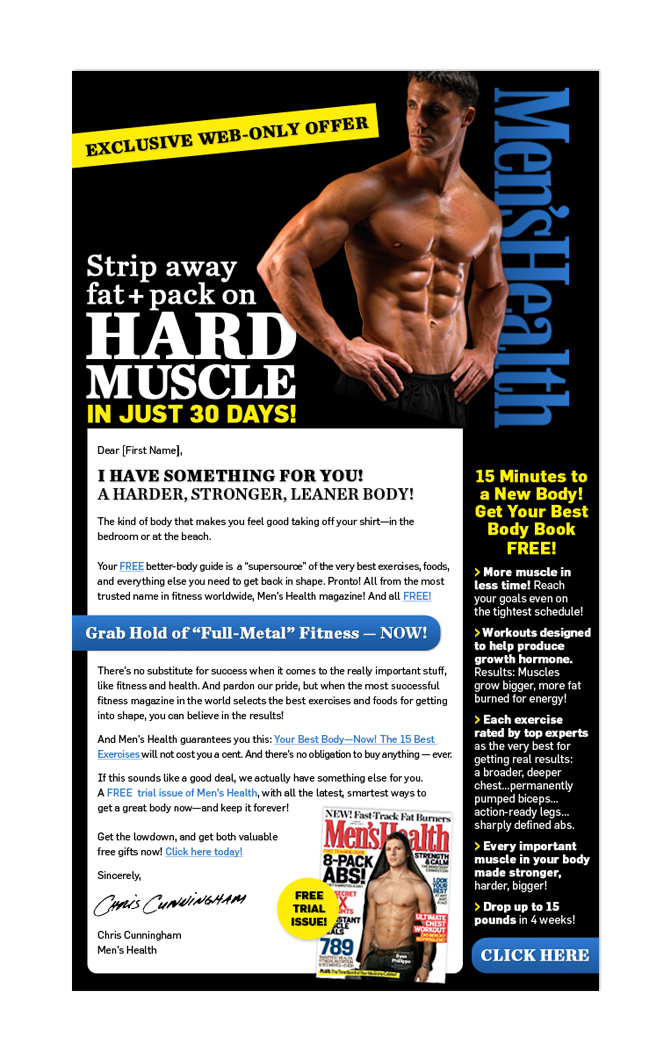 EXCLUSIVE WEB-ONLY OFFER
Men'sHealth
Strip away
fat+pack on
HARD
MUSCLE
IN JUST 30 DAYS!
Dear [First Name],
I HAVE SOMETHING FOR YOU!
A HARDER, STRONGER, LEANER BODY!
The kind of body that makes you feel good taking off your shirt—in the
bedroom or at the beach.
Your FREE better-body guide is a "supersource" of the very best exercises, foods,
and everything else you need to get back in shape. Pronto! All from the most
trusted name in fitness worldwide, Men's Health magazine! And all FREE!
Grab Hold of “Full-Metal” Fitness — NOW!
There's no substitute for success when it comes to the really important stuff,
like fitness and health. And pardon our pride, but when the most successful
fitness magazine in the world selects the best exercises and foods for getting
into shape, you can believe in the results!
And Men's Health guarantees you this: Your Best Body—Now! The 15 Best
Exercises will not cost you a cent. And there's no obligation to buy anything — ever.
If this sounds like a good deal, we actually have something else for you.
A FREE trial issue of Men's Health, with all the latest, smartest ways to
get a great body now—and keep it forever!
Get the lowdown, and get both valuable
free gifts now! Click here today!
Sincerely,
Chris Cunningham
Chris Cunningham
Men's Health
FREE
TRIAL
ISSUE!
NEW! Fast-Track Fat Burners
Men'sHealth
8-PACK
ABS!
STRENGTH
& CALM
LOOK
YOUR
BEST
ULTIMATE
CHEST
WORKOUT
789
Ryan
Phillippe
15 Minutes to
a New Body!
Get Your Best
Body Book
FREE!
> More muscle in
less time! Reach
your goals even on
the tightest schedule!
> Workouts designed
to help produce
growth hormone.
Results: Muscles
grow bigger, more fat
burned for energy!
> Each exercise
rated by top experts
as the very best for
getting real results:
a broader, deeper
chest...permanently
pumped biceps...
action-ready legs...
sharply defined abs.
> Every important
muscle in your body
made stronger,
harder, bigger!
> Drop up to 15
pounds in 4 weeks!
CLICK HERE